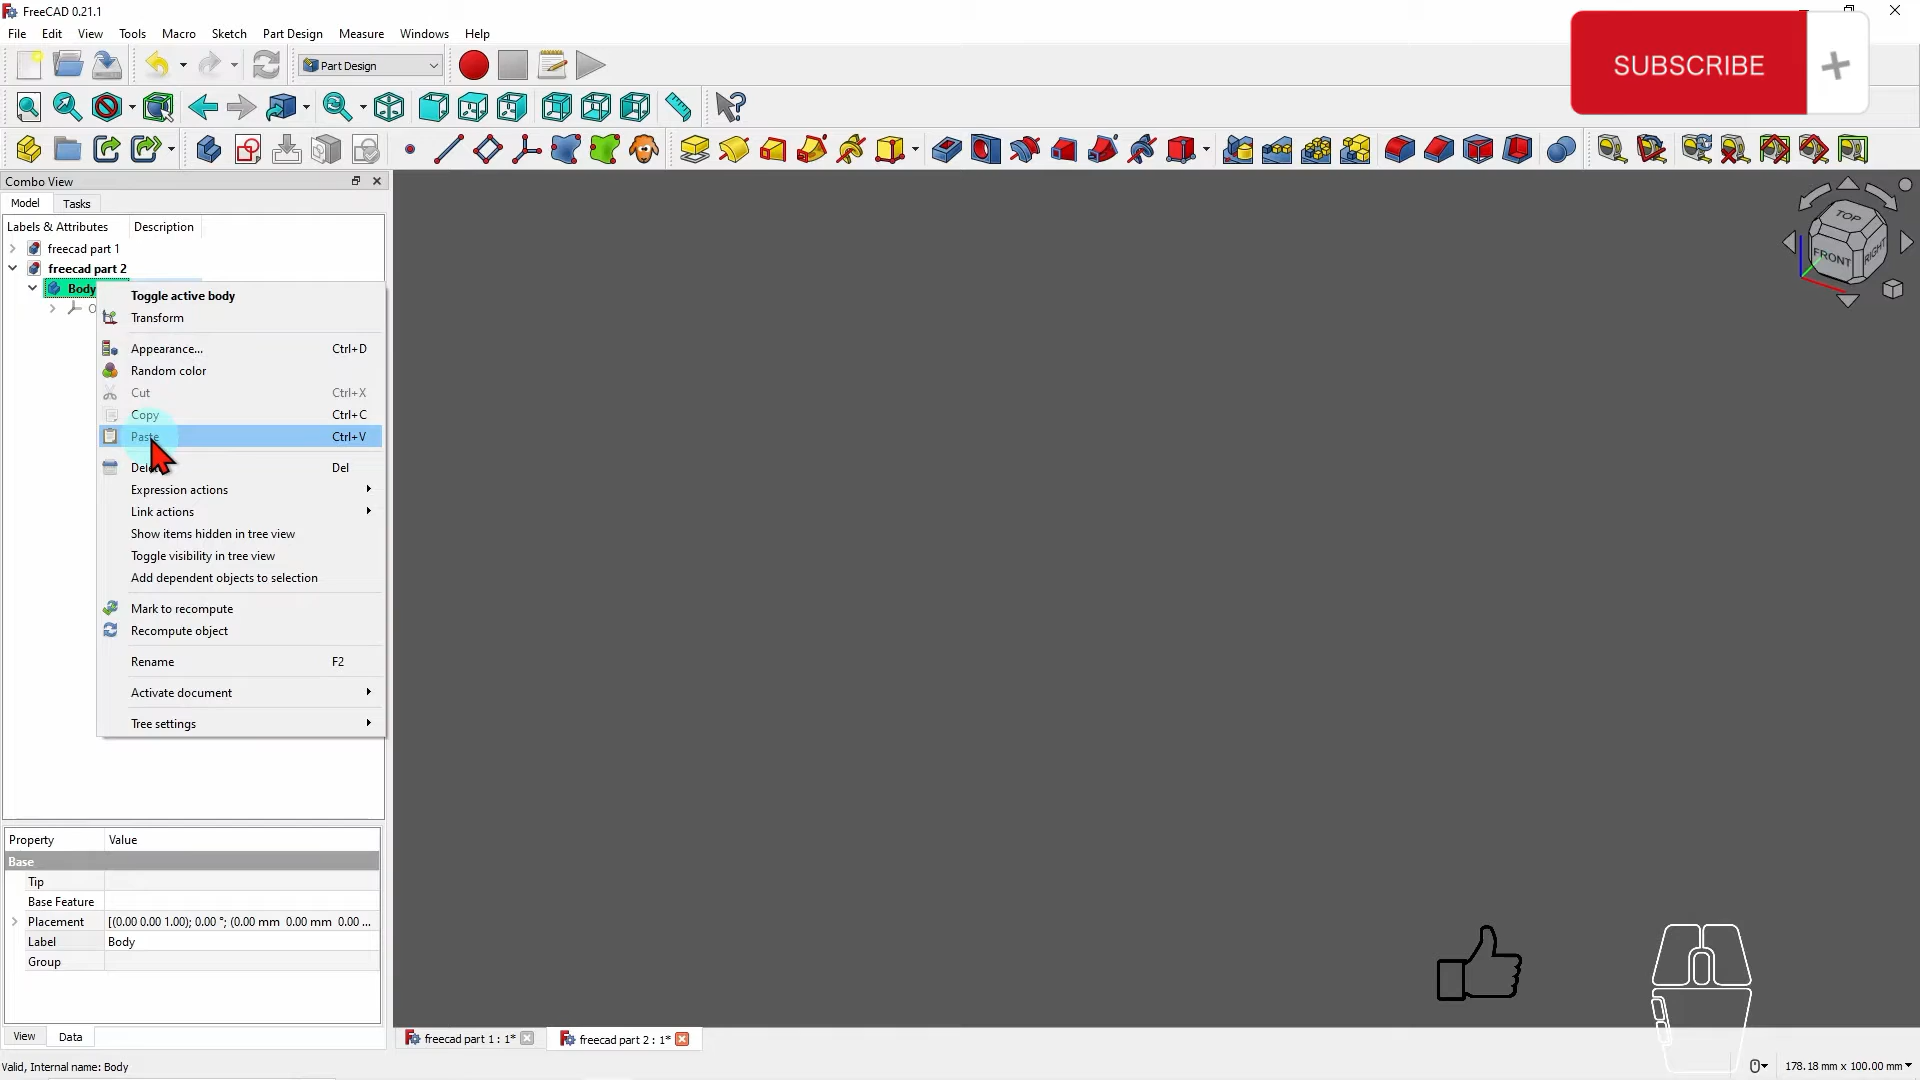 FreeCAD 0.21.1
File Edit View Tools Macro Sketch Part Design Measure Windows Help
Part Design
SUBSCRIBE
Combo View
Model Tasks
Labels & Attributes Description
freecad part 1
freecad part 2
Body
Toggle active body
Transform
Appearance... Ctrl+D
Random color
Cut Ctrl+X
Copy Ctrl+C
Paste Ctrl+V
Delete Del
Expression actions
Link actions
Show items hidden in tree view
Toggle visibility in tree view
Add dependent objects to selection
Mark to recompute
Recompute object
Rename F2
Activate document
Tree settings
TOP
FRONT
RIGHT
Property Value
Base
Tip
Base Feature
Placement [(0.00 0.00 1.00); 0.00 °; (0.00 mm 0.00 mm 0.00 ...
Label Body
Group
View Data
freecad part 1 : 1*
freecad part 2 : 1*
Valid, Internal name: Body
178.18 mm x 100.00 mm